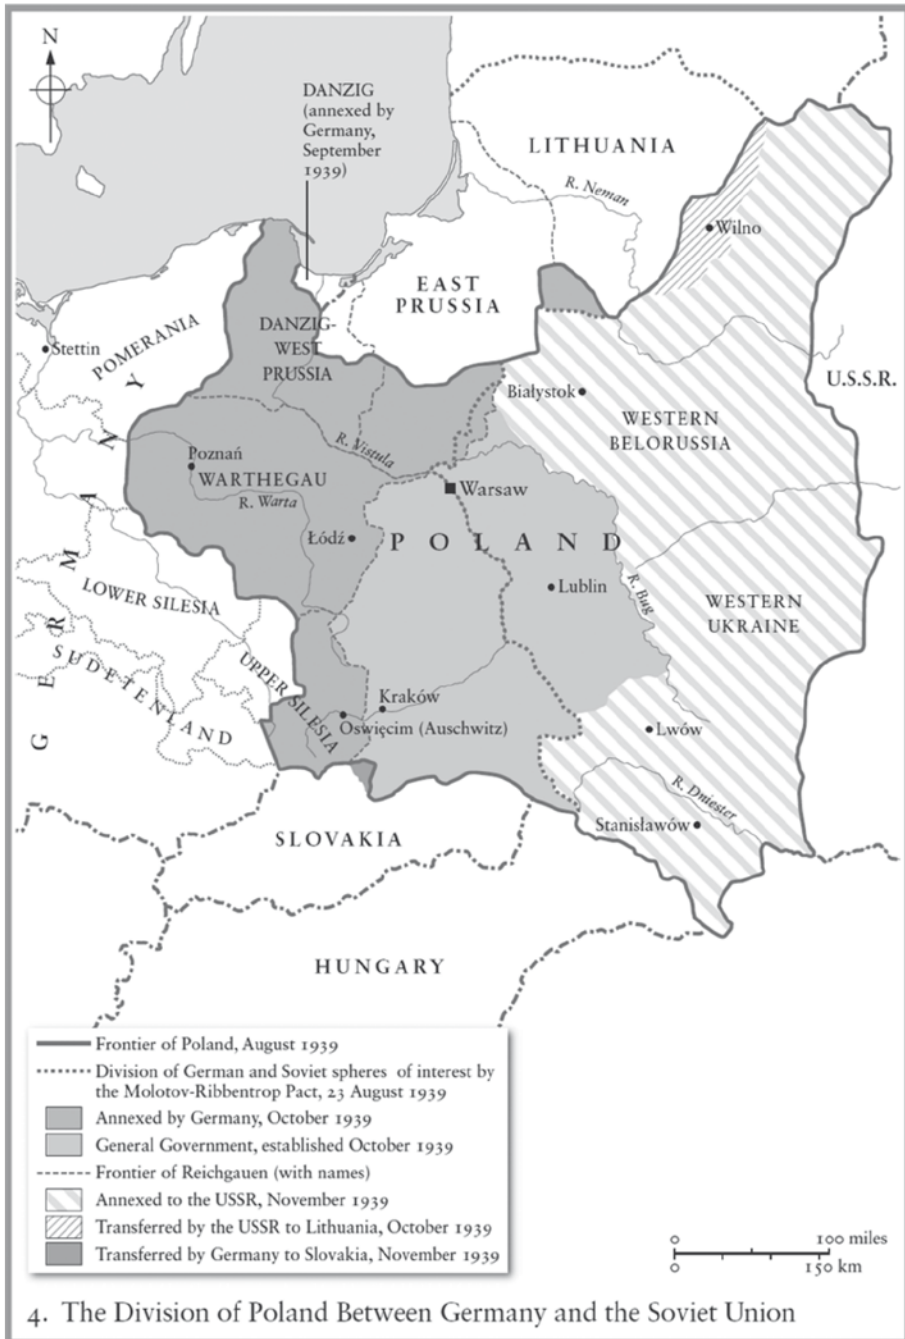 N
DANZIG
(annexed by
Germany,
September
1939)
LITHUANIA
R. Neman
Wilno
EAST
PRUSSIA
POMERANIA
DANZIG-
WEST
PRUSSIA
Stettin
U.S.S.R.
Białystok
WESTERN
BELORUSSIA
R. Vistula
Poznań
WARTHEGAU
R. Warta
Warsaw
Łódź
POLAND
Lublin
R. Bug
GERMANY
LOWER SILESIA
WESTERN
UKRAINE
SUDETENLAND
UPPER SILESIA
Kraków
Oswięcim (Auschwitz)
Lwów
R. Dniester
Stanisławów
SLOVAKIA
HUNGARY
Frontier of Poland, August 1939
Division of German and Soviet spheres of interest by
the Molotov-Ribbentrop Pact, 23 August 1939
Annexed by Germany, October 1939
General Government, established October 1939
Frontier of Reichgauen (with names)
Annexed to the USSR, November 1939
Transferred by the USSR to Lithuania, October 1939
Transferred by Germany to Slovakia, November 1939
0 100 miles
0 150 km
4. The Division of Poland Between Germany and the Soviet Union